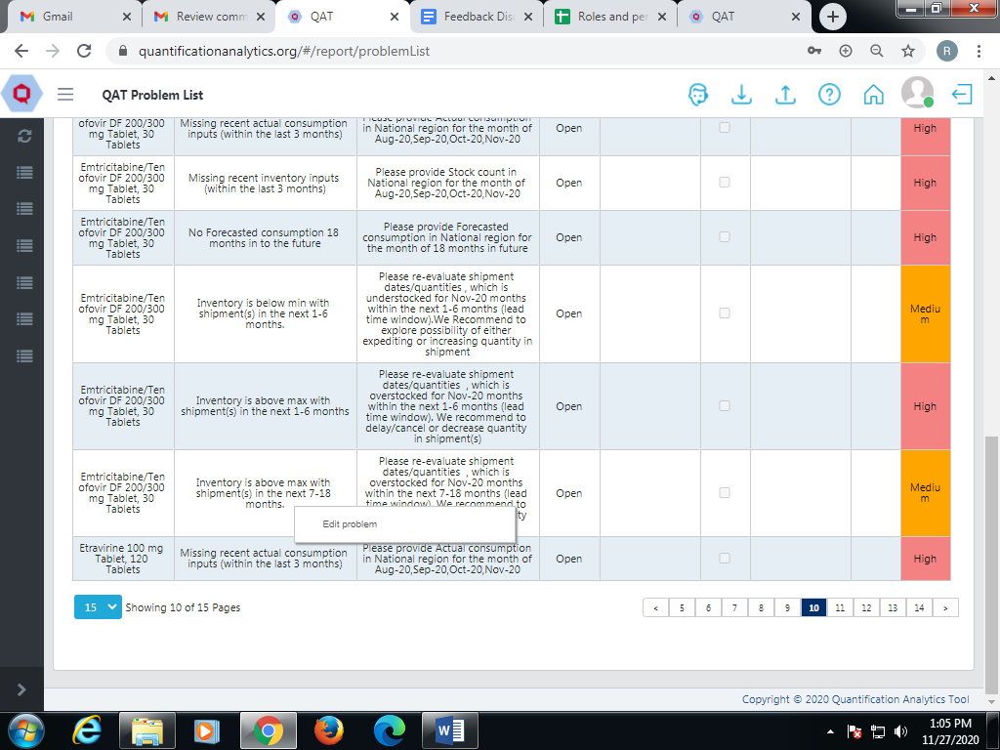 Gmail
Review comm
QAT
Feedback Dis
Roles and per
QAT
quantificationanalytics.org/#/report/problemList
R
QAT Problem List
ofovir DF 200/300
mg Tablet, 30
Tablets
Missing recent actual consumption
inputs (within the last 3 months)
Please provide Actual consumption
in National region for the month of
Aug-20,Sep-20,Oct-20,Nov-20
Open
High
Emtricitabine/Ten
ofovir DF 200/300
mg Tablet, 30
Tablets
Missing recent inventory inputs
(within the last 3 months)
Please provide Stock count in
National region for the month of
Aug-20,Sep-20,Oct-20,Nov-20
Open
High
Emtricitabine/Ten
ofovir DF 200/300
mg Tablet, 30
Tablets
No Forecasted consumption 18
months in to the future
Please provide Forecasted
consumption in National region for
the month of 18 months in future
Open
High
Emtricitabine/Ten
ofovir DF 200/300
mg Tablet, 30
Tablets
Inventory is below min with
shipment(s) in the next 1-6
months.
Please re-evaluate shipment
dates/quantities , which is
understocked for Nov-20 months
within the next 1-6 months (lead
time window).We Recommend to
explore possibility of either
expediting or increasing quantity in
shipment
Open
Mediu
m
Emtricitabine/Ten
ofovir DF 200/300
mg Tablet, 30
Tablets
Inventory is above max with
shipment(s) in the next 1-6 months
Please re-evaluate shipment
dates/quantities , which is
overstocked for Nov-20 months
within the next 1-6 months (lead
time window). We recommend to
delay/cancel or decrease quantity
in shipment(s)
Open
High
Emtricitabine/Ten
ofovir DF 200/300
mg Tablet, 30
Tablets
Inventory is above max with
shipment(s) in the next 7-18
months.
Please re-evaluate shipment
dates/quantities , which is
overstocked for Nov-20 months
within the next 7-18 months (lead
time window). We recommend to
ity
Open
Mediu
m
Edit problem
Etravirine 100 mg
Tablet, 120
Tablets
Missing recent actual consumption
inputs (within the last 3 months)
Please provide Actual consumption
in National region for the month of
Aug-20,Sep-20,Oct-20,Nov-20
Open
High
15 Showing 10 of 15 Pages
< 5 6 7 8 9 10 11 12 13 14 >
Copyright © 2020 Quantification Analytics Tool
1:05 PM
11/27/2020